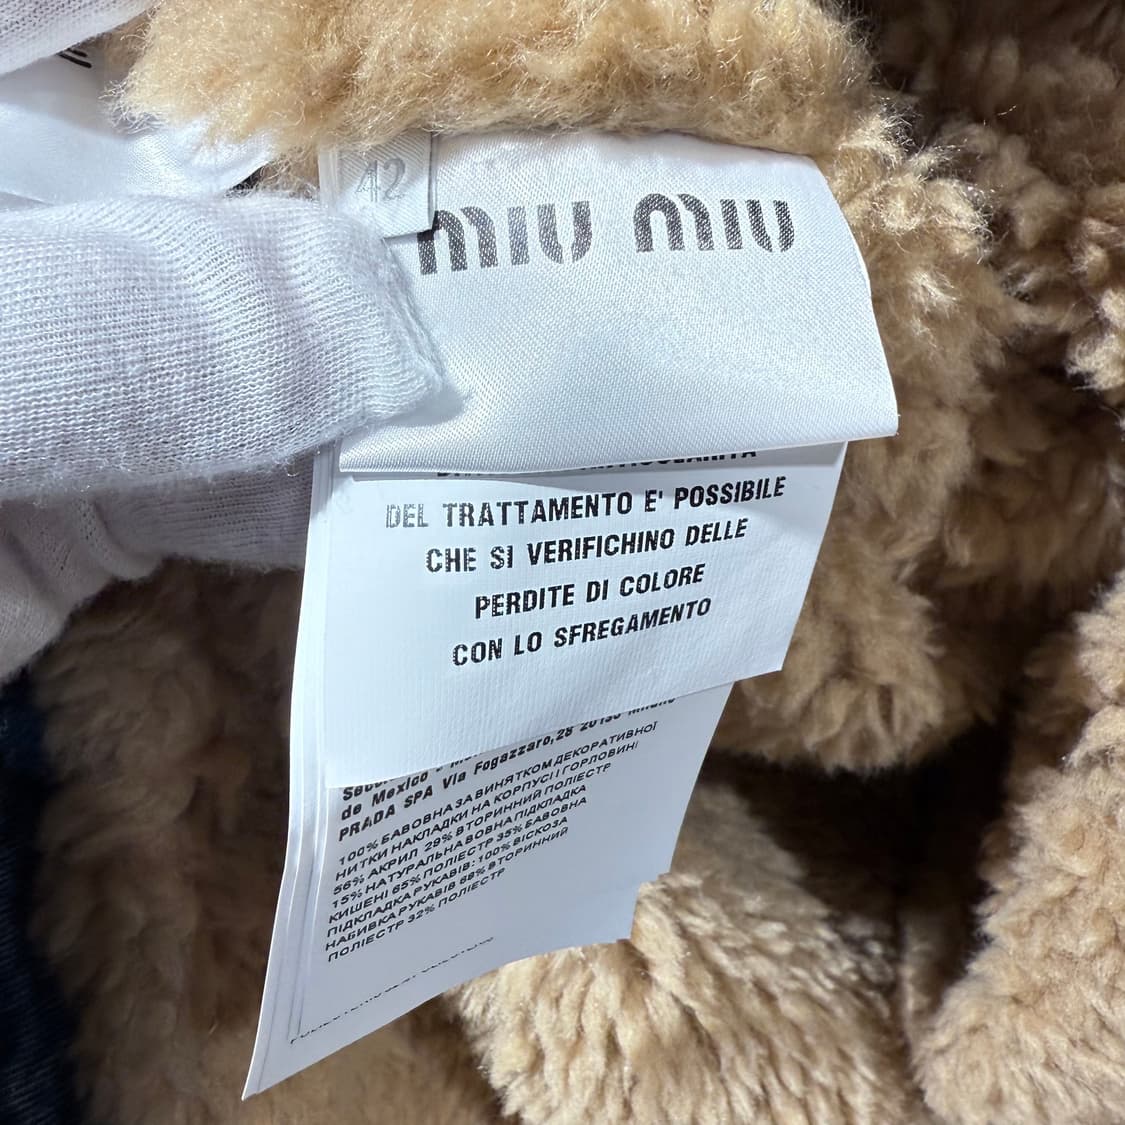 42
miu miu
DEL TRATTAMENTO E' POSSIBILE
CHE SI VERIFICHINO DELLE
PERDITE DI COLORE
CON LO SFREGAMENTO
de Mexico
Fogazzaro, 28 20135 Milano
PRADA SPA Via
100% БАВОВНА ЗА ВИНЯТКОМ ДЕКОРАТИВНОЇ
НИТКИ НАКЛАДКИ НА КОРПУСІ І ГОРЛОВИНІ
56% АКРИЛ 29% ВТОРИННИЙ ПОЛІЕСТР
15% НАТУРАЛЬНА ВОВНА ПІДКЛАДКА
КИШЕНІ 65% ПОЛІЕСТР 35% БАВОВНА
ПІДКЛАДКА РУКАВІВ: 100% ВІСКОЗА
НАБИВКА РУКАВІВ 68% ВТОРИННИЙ
ПОЛІЕСТР 32% ПОЛІЕСТР